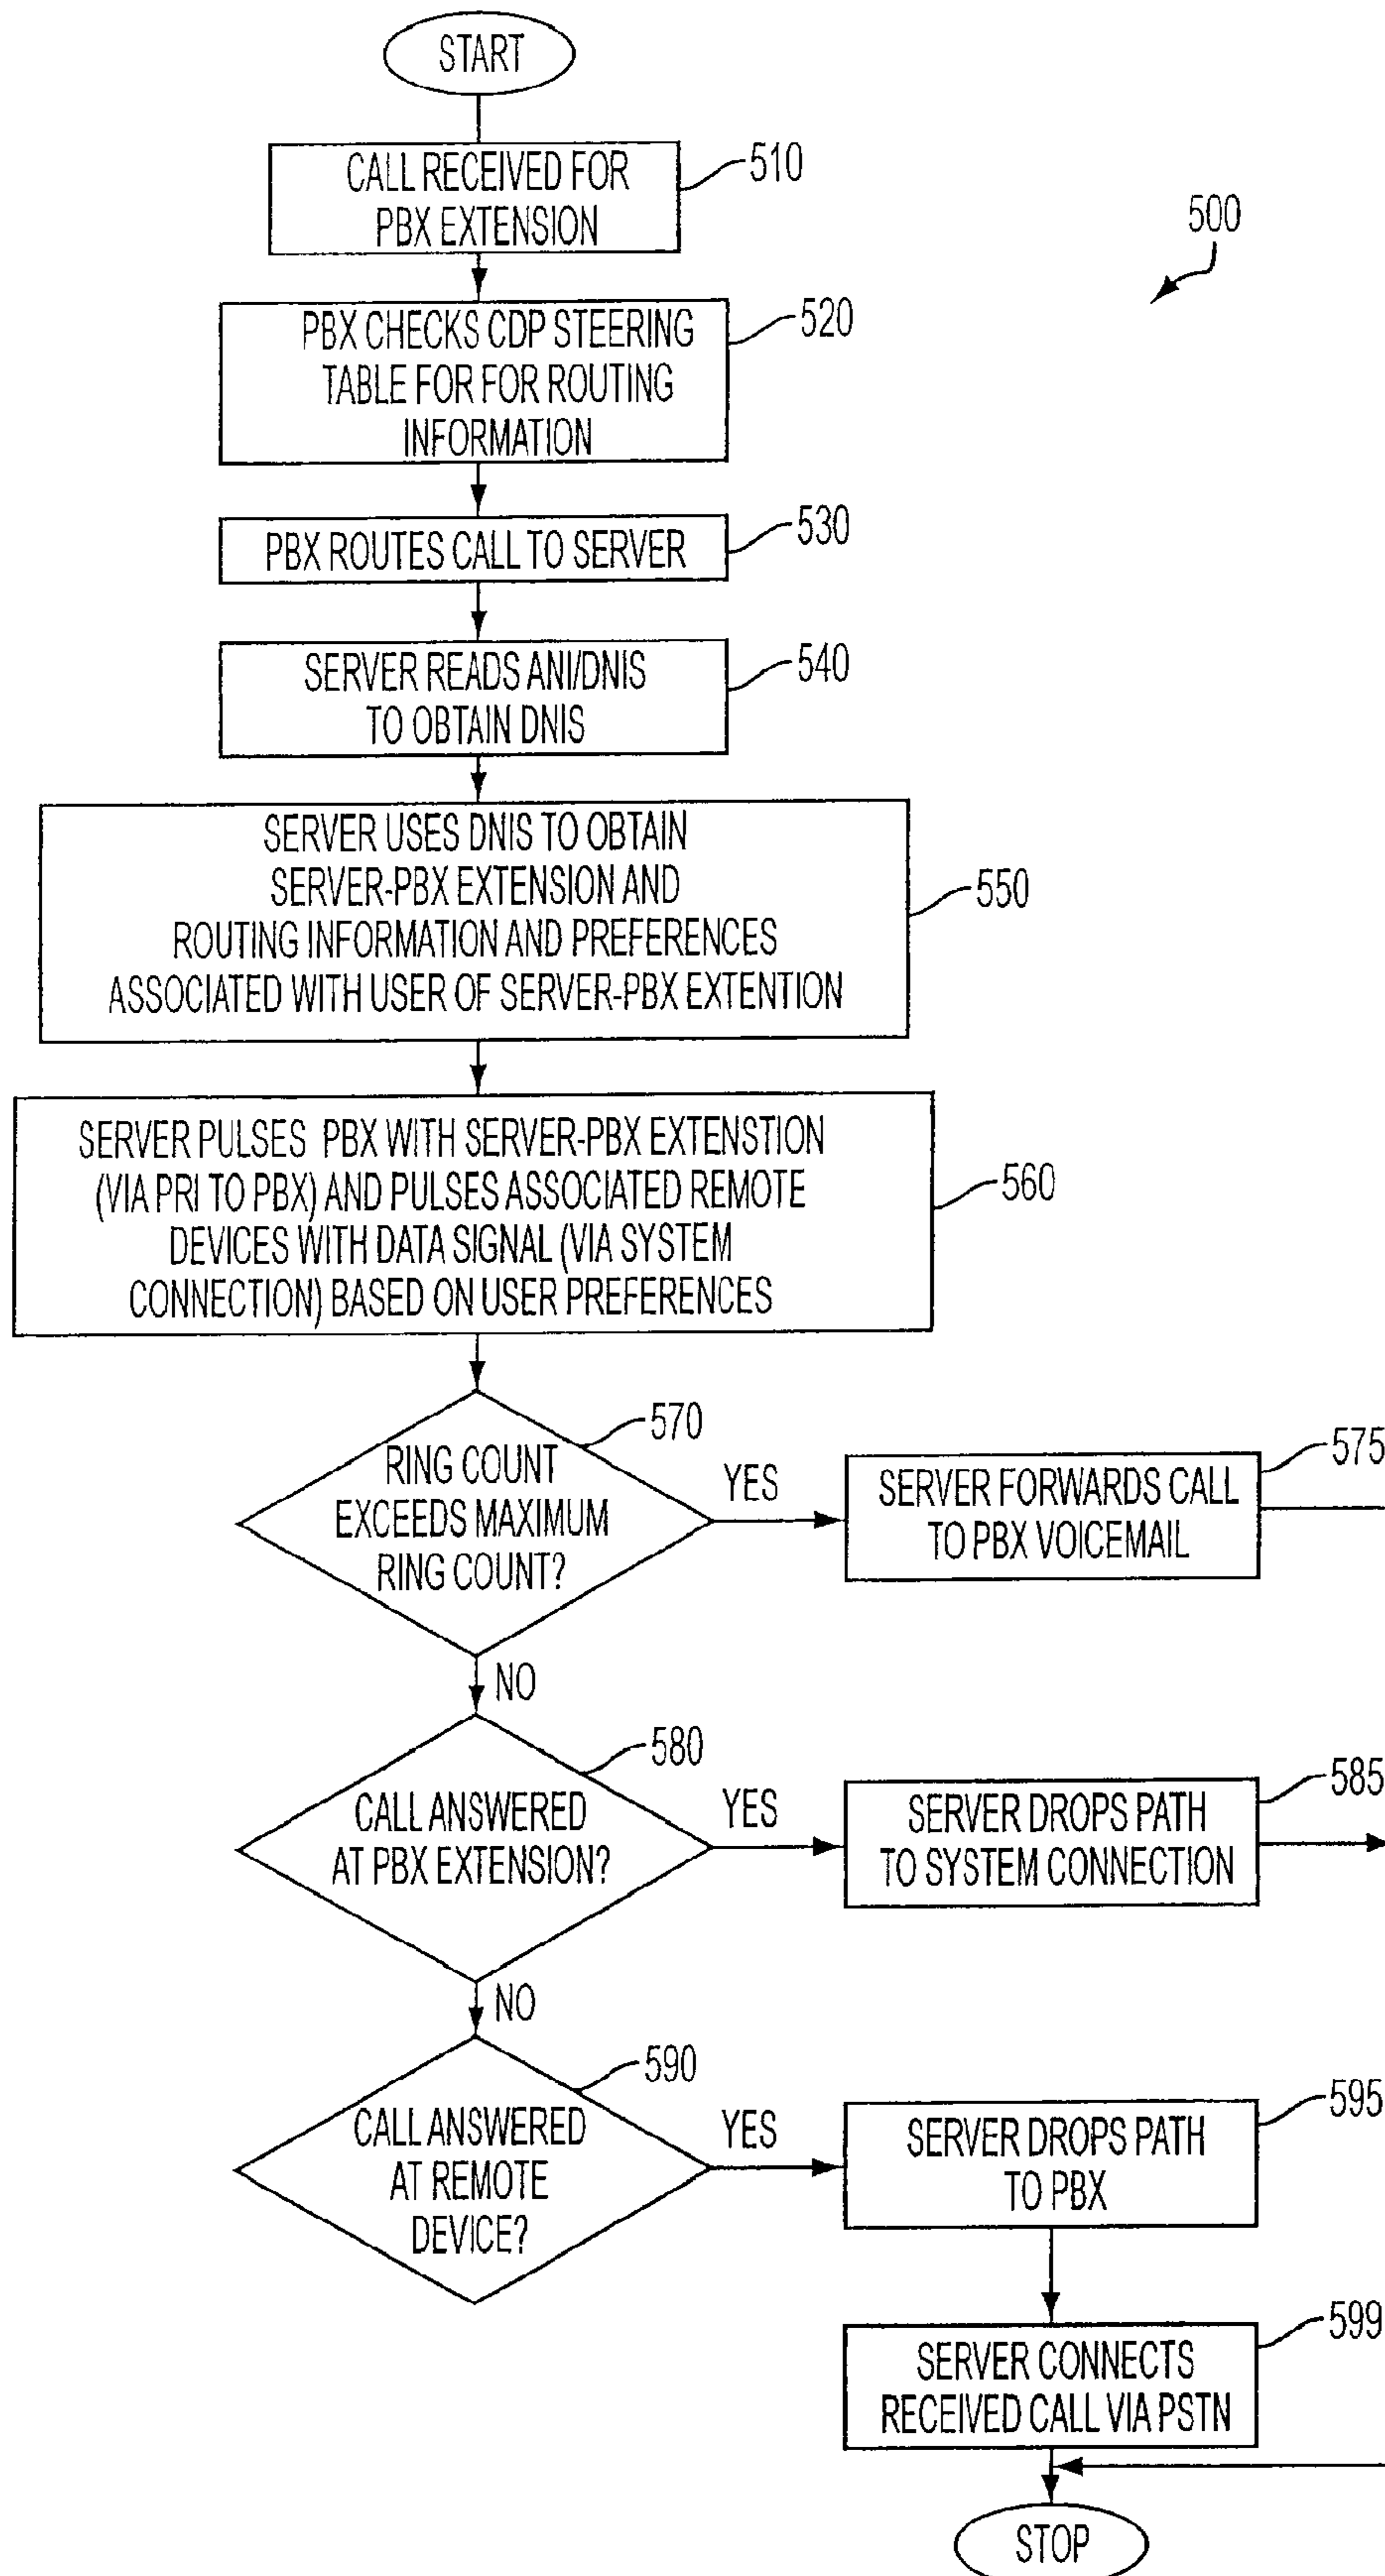 START
CALL RECEIVED FOR
PBX EXTENSION
510
500
PBX CHECKS CDP STEERING
TABLE FOR FOR ROUTING
INFORMATION
520
PBX ROUTES CALL TO SERVER
530
SERVER READS ANI/DNIS
TO OBTAIN DNIS
540
SERVER USES DNIS TO OBTAIN
SERVER-PBX EXTENSION AND
ROUTING INFORMATION AND PREFERENCES
ASSOCIATED WITH USER OF SERVER-PBX EXTENTION
550
SERVER PULSES PBX WITH SERVER-PBX EXTENSTION
(VIA PRI TO PBX) AND PULSES ASSOCIATED REMOTE
DEVICES WITH DATA SIGNAL (VIA SYSTEM
CONNECTION) BASED ON USER PREFERENCES
560
RING COUNT
EXCEEDS MAXIMUM
RING COUNT?
570
YES
SERVER FORWARDS CALL
TO PBX VOICEMAIL
575
NO
CALL ANSWERED
AT PBX EXTENSION?
580
YES
SERVER DROPS PATH
TO SYSTEM CONNECTION
585
NO
CALL ANSWERED
AT REMOTE
DEVICE?
590
YES
SERVER DROPS PATH
TO PBX
595
SERVER CONNECTS
RECEIVED CALL VIA PSTN
599
STOP